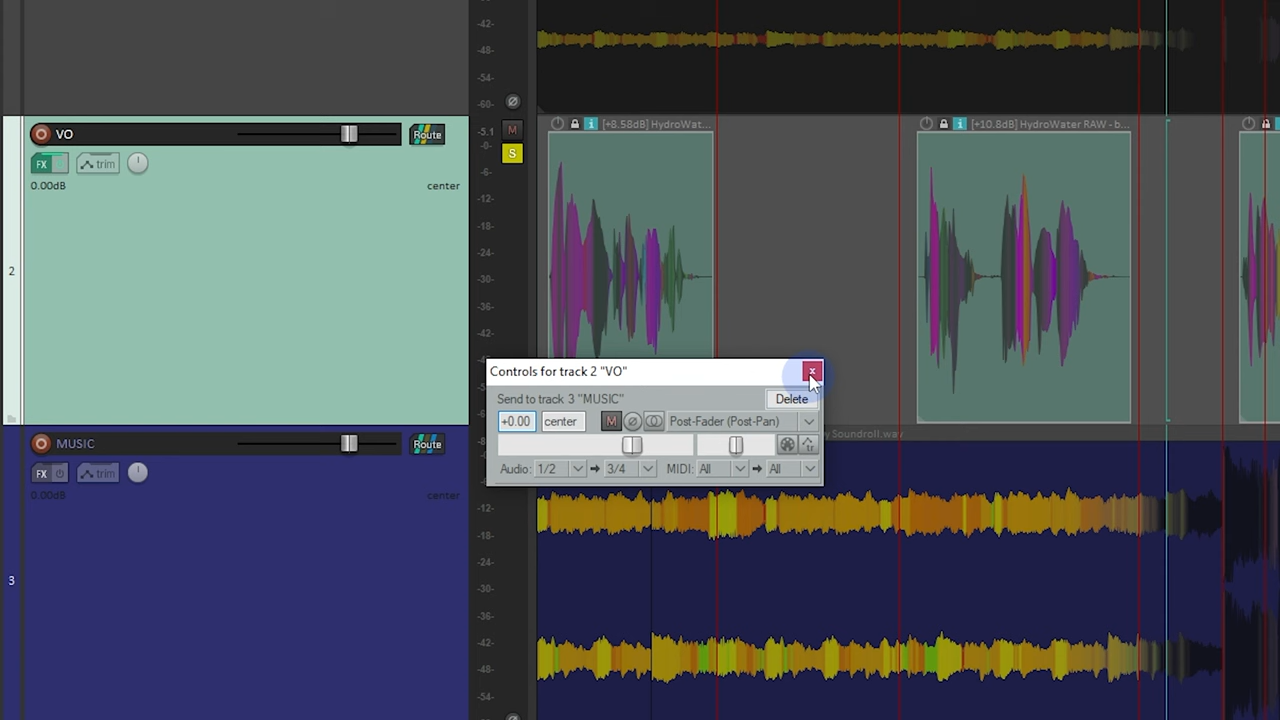 -42-
-48-
-54-
-60-
VO
Route
-5.1
M
[+8.58dB] HydroWat...
[+10.8dB] HydroWater RAW - b...
-0-
S
FX
trim
-6-
0.00dB
center
-12-
-18-
-24-
2
-30-
-36-
-42-
Controls for track 2 "VO"
x
Send to track 3 "MUSIC"
Delete
+0.00
center
M
Post-Fader (Post-Pan)
y Soundroll.wav
MUSIC
Route
tr
Audio:
1/2
3/4
MIDI:
All
All
FX
trim
0.00dB
center
-12-
-18-
-24-
3
-30-
-36-
-42-
-48-
-54-